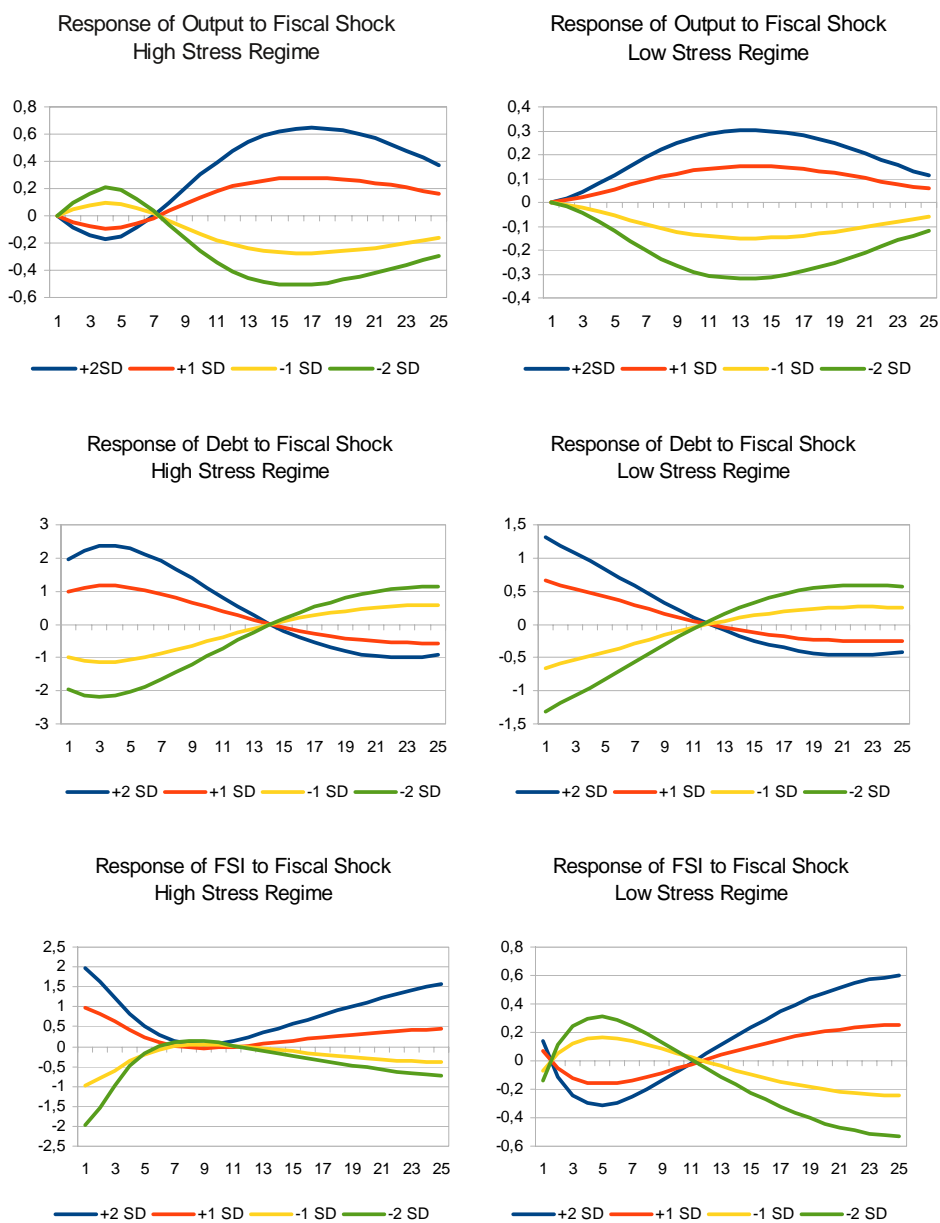 Response of Output to Fiscal Shock
High Stress Regime
0,8
0,6
0,4
0,2
0
-0,2
-0,4
-0,6
1 3 5 7 9 11 13 15 17 19 21 23 25
+2SD +1 SD -1 SD -2 SD
Response of Output to Fiscal Shock
Low Stress Regime
0,4
0,3
0,2
0,1
0
-0,1
-0,2
-0,3
-0,4
1 3 5 7 9 11 13 15 17 19 21 23 25
+2SD +1 SD -1 SD -2 SD
Response of Debt to Fiscal Shock
High Stress Regime
3
2
1
0
-1
-2
-3
1 3 5 7 9 11 13 15 17 19 21 23 25
+2 SD +1 SD -1 SD -2 SD
Response of Debt to Fiscal Shock
Low Stress Regime
1,5
1
0,5
0
-0,5
-1
-1,5
1 3 5 7 9 11 13 15 17 19 21 23 25
+2 SD +1 SD -1 SD -2 SD
Response of FSI to Fiscal Shock
High Stress Regime
2,5
2
1,5
1
0,5
0
-0,5
-1
-1,5
-2
-2,5
1 3 5 7 9 11 13 15 17 19 21 23 25
+2 SD +1 SD -1 SD -2 SD
Response of FSI to Fiscal Shock
Low Stress Regime
0,8
0,6
0,4
0,2
0
-0,2
-0,4
-0,6
1 3 5 7 9 11 13 15 17 19 21 23 25
+2 SD +1 SD -1 SD -2 SD